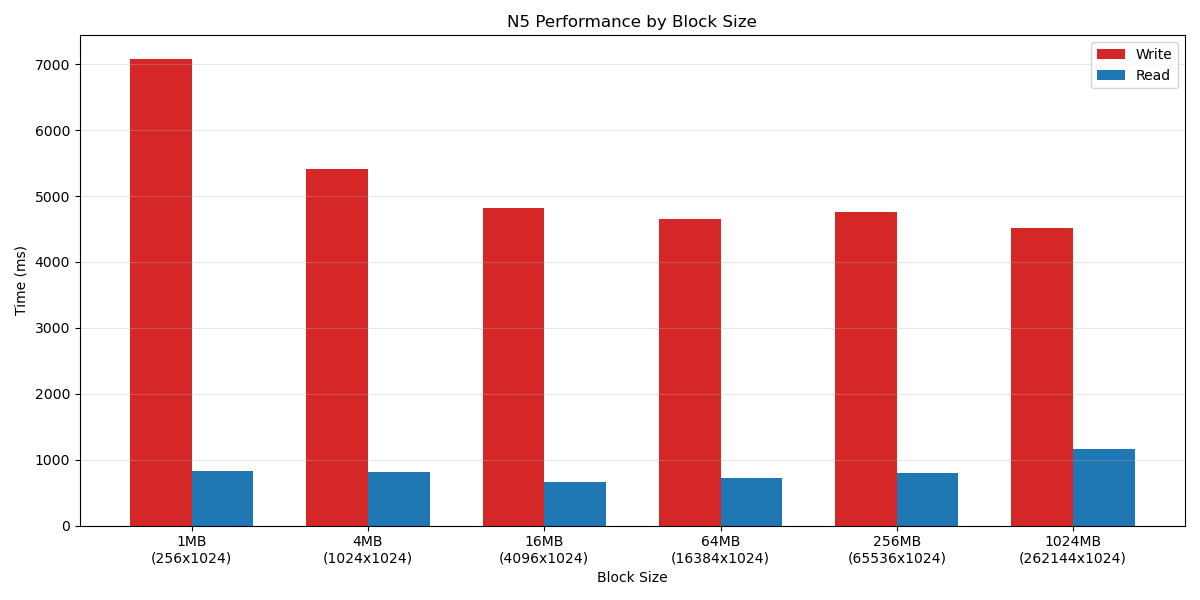 N5 Performance by Block Size
Write
Read
Time (ms)
7000
6000
5000
4000
3000
2000
1000
0
1MB
(256x1024)
4MB
(1024x1024)
16MB
(4096x1024)
64MB
(16384x1024)
256MB
(65536x1024)
1024MB
(262144x1024)
Block Size